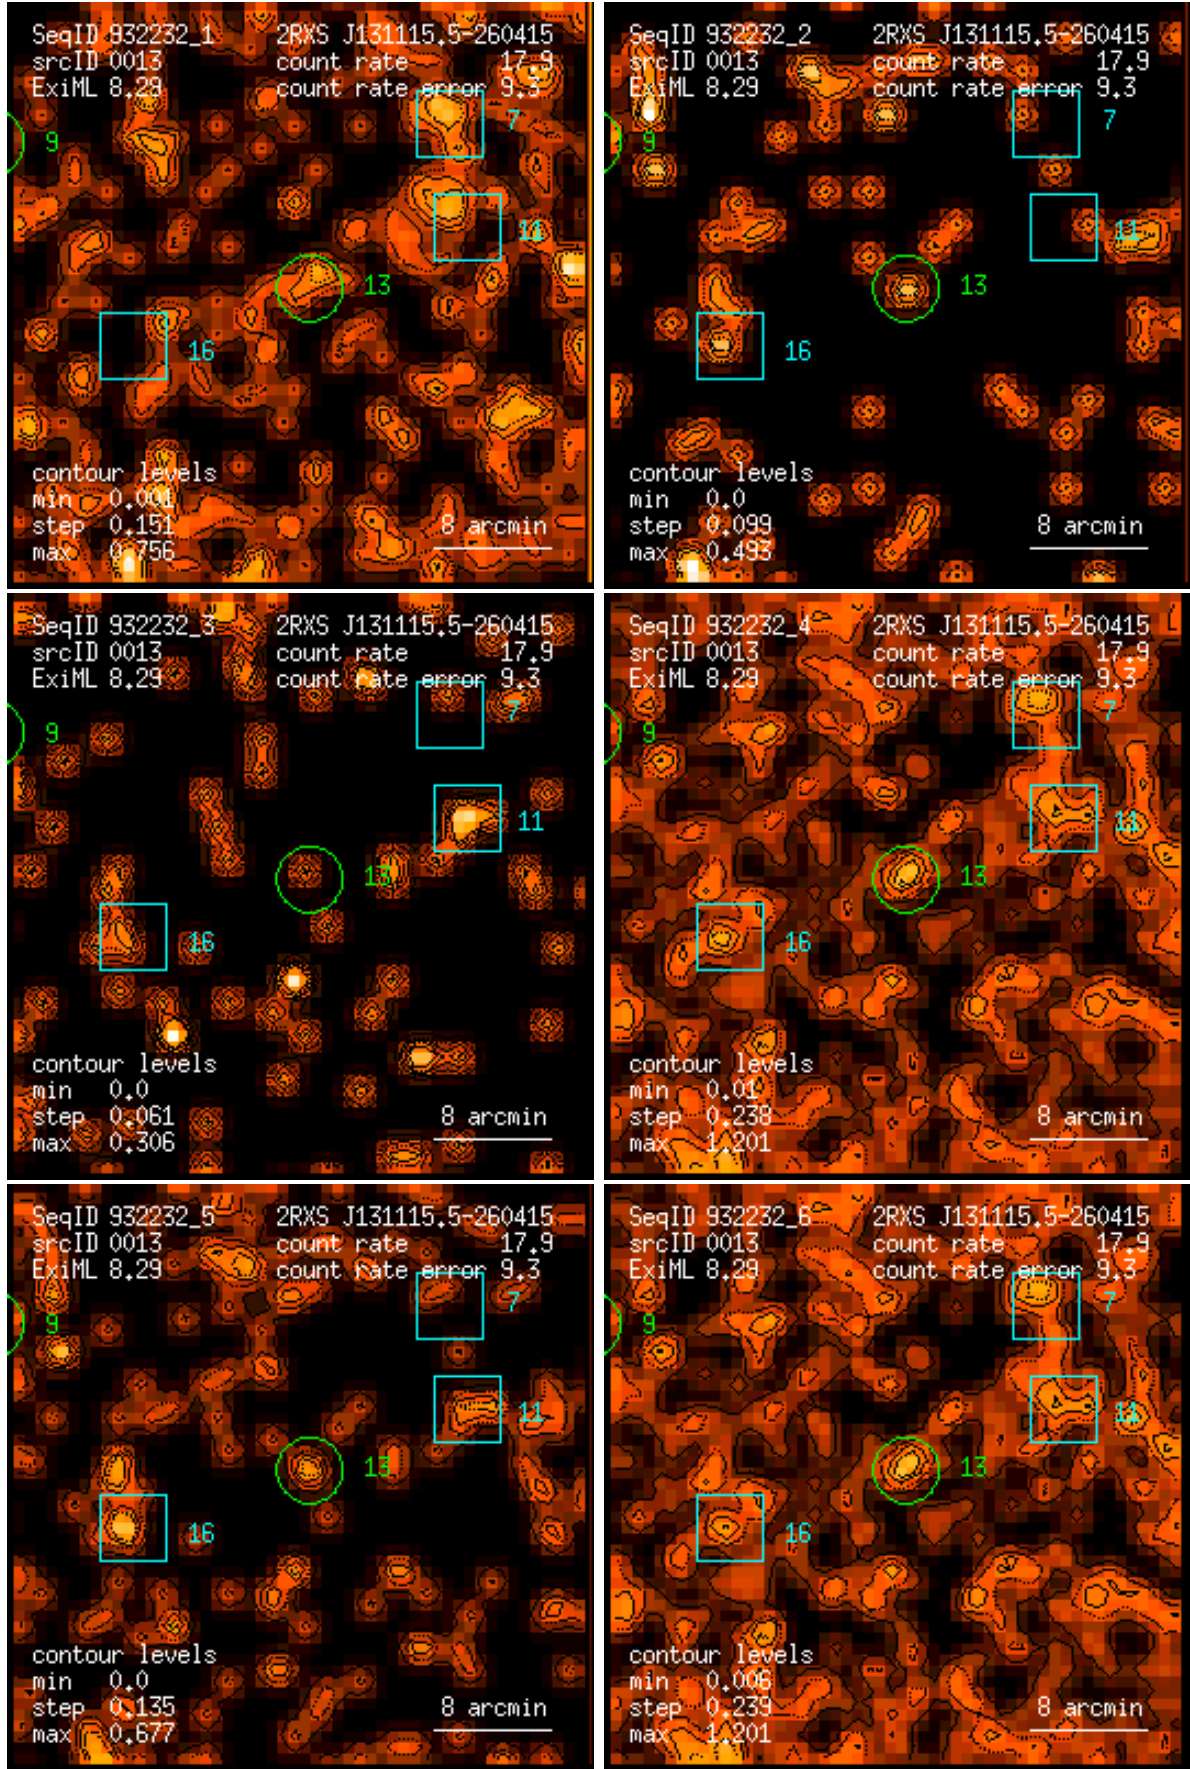 SeqID 932232_1 2RXS J131115.5-260415
srcID 0013 count rate 17.9
ExiML 8.29 count rate error 9.3
7
9
11
13
16
contour levels
min 0.001
step 0.151
max 0.756
8 arcmin
SeqID 932232_2 2RXS J131115.5-260415
srcID 0013 count rate 17.9
ExiML 8.29 count rate error 9.3
7
9
11
13
16
contour levels
min 0.0
step 0.099
max 0.493
8 arcmin
SeqID 932232_3 2RXS J131115.5-260415
srcID 0013 count rate 17.9
ExiML 8.29 count rate error 9.3
7
9
11
13
16
contour levels
min 0.0
step 0.061
max 0.306
8 arcmin
SeqID 932232_4 2RXS J131115.5-260415
srcID 0013 count rate 17.9
ExiML 8.29 count rate error 9.3
7
9
11
13
16
contour levels
min 0.01
step 0.238
max 1.201
8 arcmin
SeqID 932232_5 2RXS J131115.5-260415
srcID 0013 count rate 17.9
ExiML 8.29 count rate error 9.3
7
9
11
13
16
contour levels
min 0.0
step 0.135
max 0.677
8 arcmin
SeqID 932232_6 2RXS J131115.5-260415
srcID 0013 count rate 17.9
ExiML 8.29 count rate error 9.3
7
9
11
13
16
contour levels
min 0.006
step 0.239
max 1.201
8 arcmin